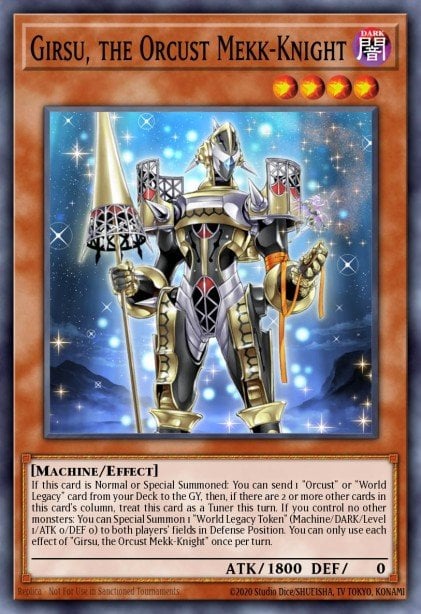 GIRSU, THE ORCUST MEKK-KNIGHT
DARK
闇
[MACHINE/EFFECT]
If this card is Normal or Special Summoned: You can send 1 "Orcust" or "World
Legacy" card from your Deck to the GY, then, if there are 2 or more other cards in
this card's column, treat this card as a Tuner this turn. If you control no other
monsters: You can Special Summon 1 "World Legacy Token" (Machine/DARK/Level
1/ATK 0/DEF 0) to both players' fields in Defense Position. You can only use each
effect of "Girsu, the Orcust Mekk-Knight" once per turn.
ATK/1800 DEF/ 0
Replica - Not For Use in Sanctioned Tournaments
©2020 Studio Dice/SHUEISHA, TV TOKYO, KONAMI